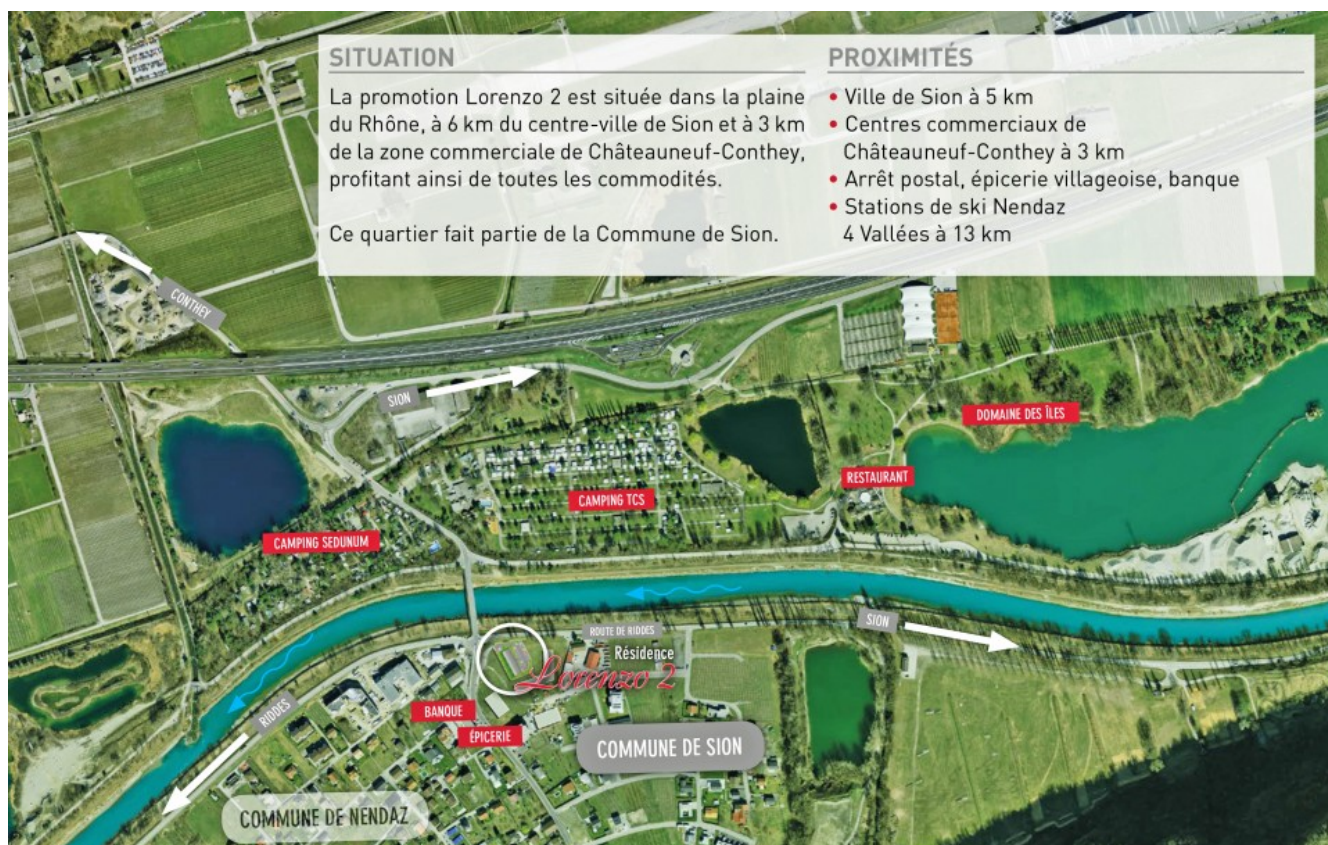 SITUATION
La promotion Lorenzo 2 est située dans la plaine
du Rhône, à 6 km du centre-ville de Sion et à 3 km
de la zone commerciale de Châteauneuf-Conthey,
profitant ainsi de toutes les commodités.
Ce quartier fait partie de la Commune de Sion.
PROXIMITÉS
• Ville de Sion à 5 km
• Centres commerciaux de
Châteauneuf-Conthey à 3 km
• Arrêt postal, épicerie villageoise, banque
• Stations de ski Nendaz
4 Vallées à 13 km
CONTHEY
SION
DOMAINE DES ÎLES
RESTAURANT
CAMPING TCS
CAMPING SEDUNUM
SION
ROUTE DE RIDDES
Résidence
Lorenzo 2
RIDDES
BANQUE
ÉPICERIE
COMMUNE DE SION
COMMUNE DE NENDAZ